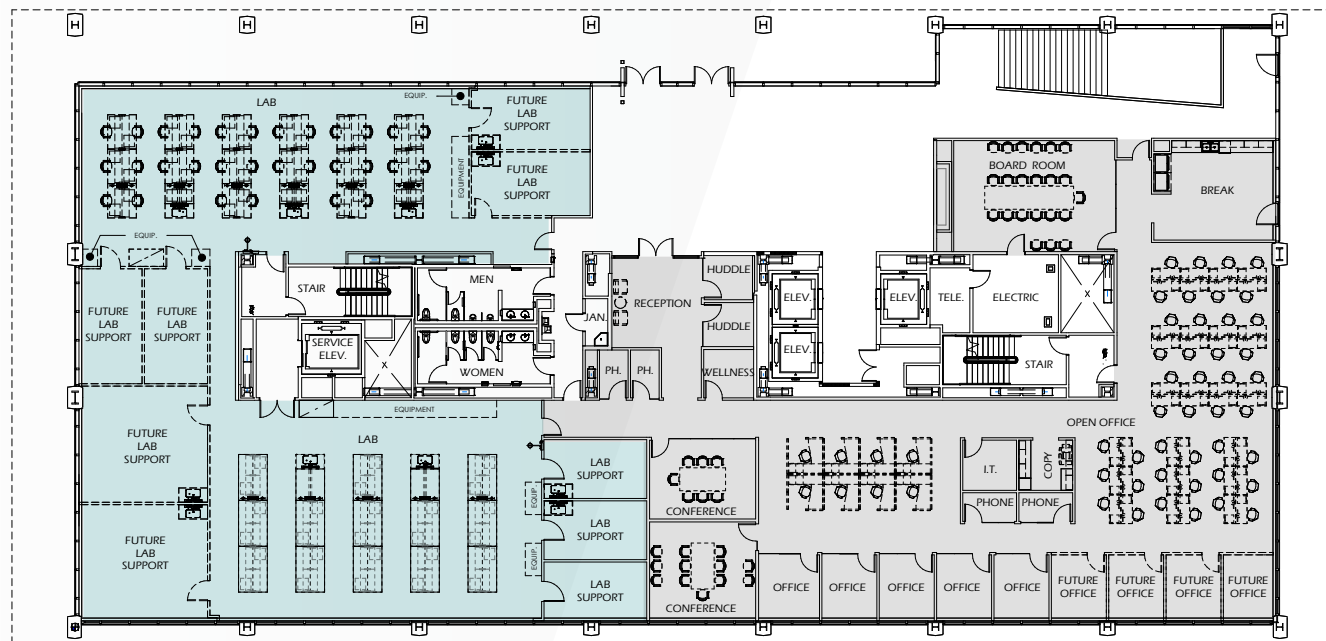 LAB
EQUIP.
FUTURE
LAB
SUPPORT
EQUIPMENT
FUTURE
LAB
SUPPORT
BOARD ROOM
BREAK
EQUIP.
STAIR
MEN
RECEPTION
HUDDLE
ELEV.
ELEV.
TELE.
ELECTRIC
X
FUTURE
LAB
SUPPORT
FUTURE
LAB
SUPPORT
JAN.
HUDDLE
SERVICE
ELEV.
X
WOMEN
PH.
PH.
WELLNESS
ELEV.
STAIR
EQUIPMENT
LAB
OPEN OFFICE
FUTURE
LAB
SUPPORT
LAB
SUPPORT
EQUIP.
CONFERENCE
I.T.
COPY
PHONE
PHONE
FUTURE
LAB
SUPPORT
LAB
SUPPORT
EQUIP.
LAB
SUPPORT
CONFERENCE
OFFICE
OFFICE
OFFICE
OFFICE
OFFICE
FUTURE
OFFICE
FUTURE
OFFICE
FUTURE
OFFICE
FUTURE
OFFICE